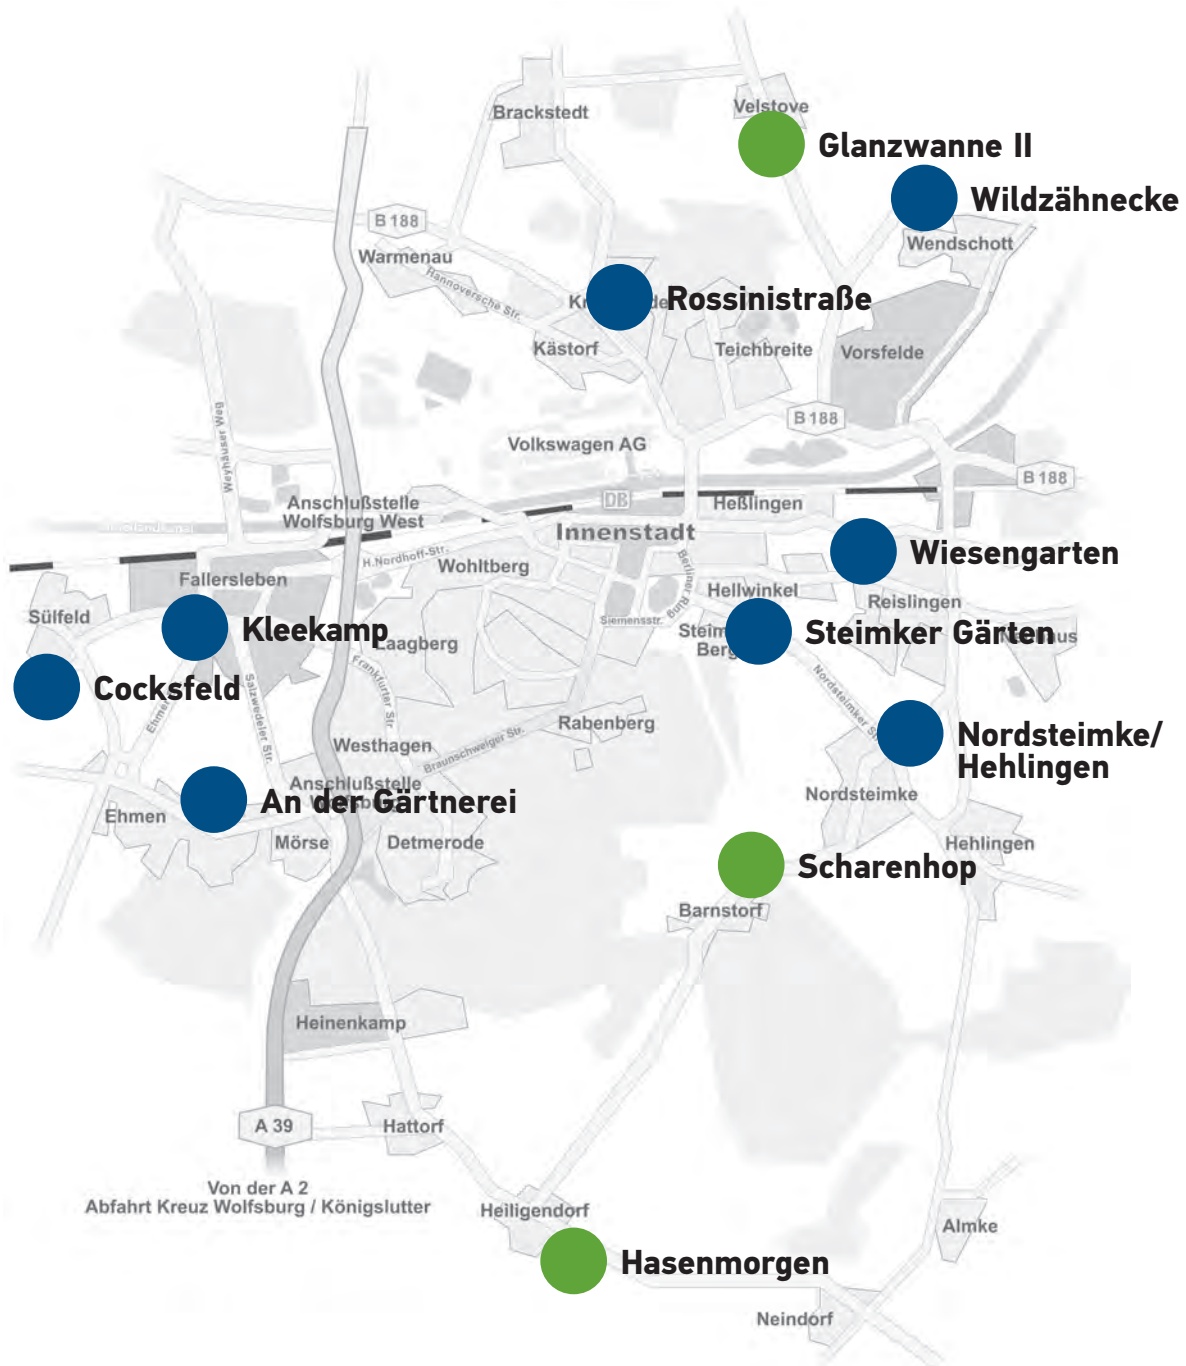 Brackstedt
Velstove
Glanzwanne II
Wildzähnecke
B 188
Wendschott
Warmenau
Hannoversche Str.
Rossinistraße
Kästorf
Teichbreite
Vorsfelde
B 188
Weyhäuser Weg
Volkswagen AG
B 188
DB
Heßlingen
Anschlußstelle
Wolfsburg West
Innenstadt
H.Nordhoff-Str.
Wohltberg
Berliner Ring
Wiesengarten
Fallersleben
Hellwinkel
Reislingen
Sülfeld
Siemensstr.
Kleekamp
Laagberg
Steimker Gärten
Berg
Cocksfeld
Frankfurter Str.
Salzwedeler Str.
Nordsteimker Str.
Rabenberg
Nordsteimke/
Hehlingen
Westhagen
Braunschweiger Str.
Anschlußstelle
An der Gärtnerei
Nordsteimke
Ehmen
Mörse
Detmerode
Hehlingen
Scharenhop
Barnstorf
Heinenkamp
A 39
Hattorf
Von der A 2
Abfahrt Kreuz Wolfsburg / Königslutter
Heiligendorf
Almke
Hasenmorgen
Neindorf